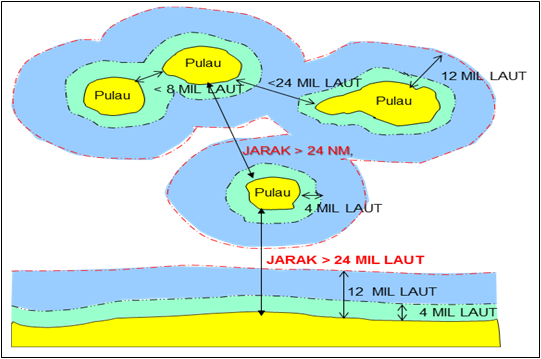 Pulau
Pulau
< 8 MIL LAUT
<24 MIL LAUT
12 MIL LAUT
Pulau
JARAK > 24 NM,
Pulau
4 MIL LAUT
JARAK > 24 MIL LAUT
12 MIL LAUT
4 MIL LAUT